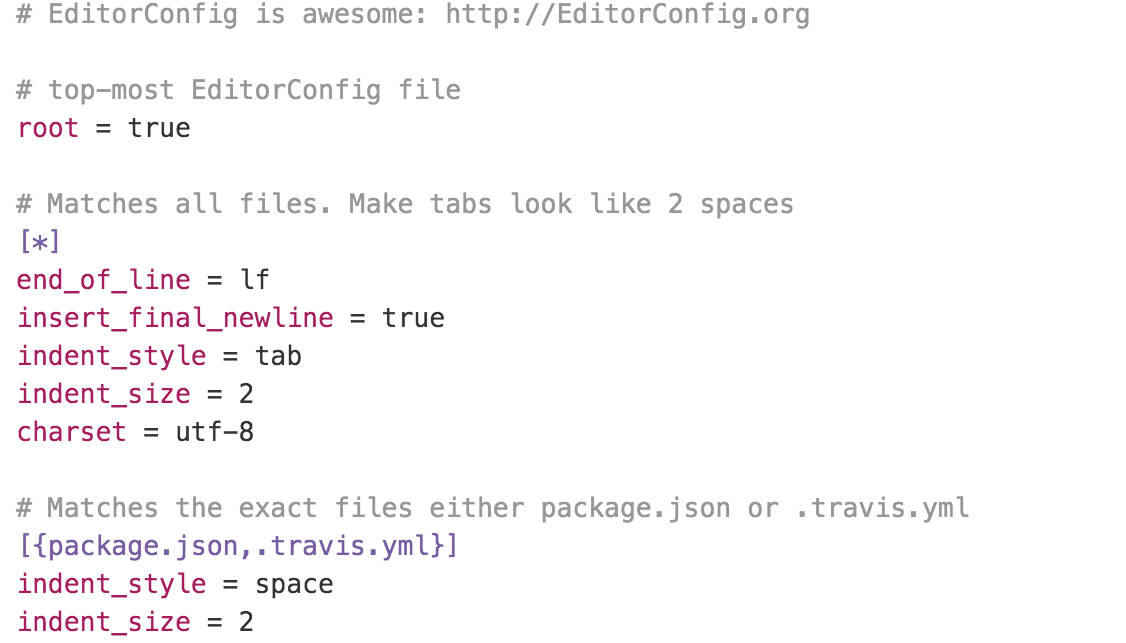 # EditorConfig is awesome: http://EditorConfig.org
# top-most EditorConfig file
root = true
# Matches all files. Make tabs look like 2 spaces
[*]
end_of_line = lf
insert_final_newline = true
indent_style = tab
indent_size = 2
charset = utf-8
# Matches the exact files either package.json or .travis.yml
[{package.json,.travis.yml}]
indent_style = space
indent_size = 2